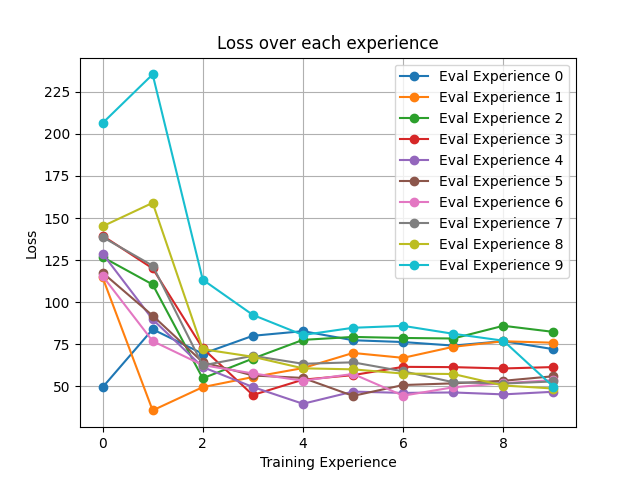 Loss over each experience
Loss
225
200
175
150
125
100
75
50
0
2
4
6
8
Training Experience
Eval Experience 0
Eval Experience 1
Eval Experience 2
Eval Experience 3
Eval Experience 4
Eval Experience 5
Eval Experience 6
Eval Experience 7
Eval Experience 8
Eval Experience 9